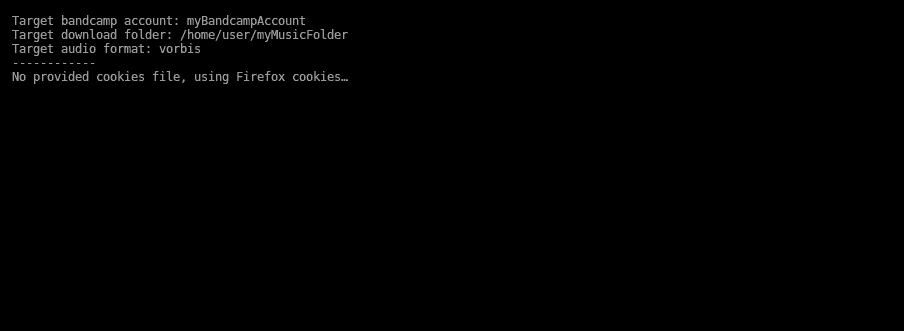 Target bandcamp account: myBandcampAccount
Target download folder: /home/user/myMusicFolder
Target audio format: vorbis
------------
No provided cookies file, using Firefox cookies…